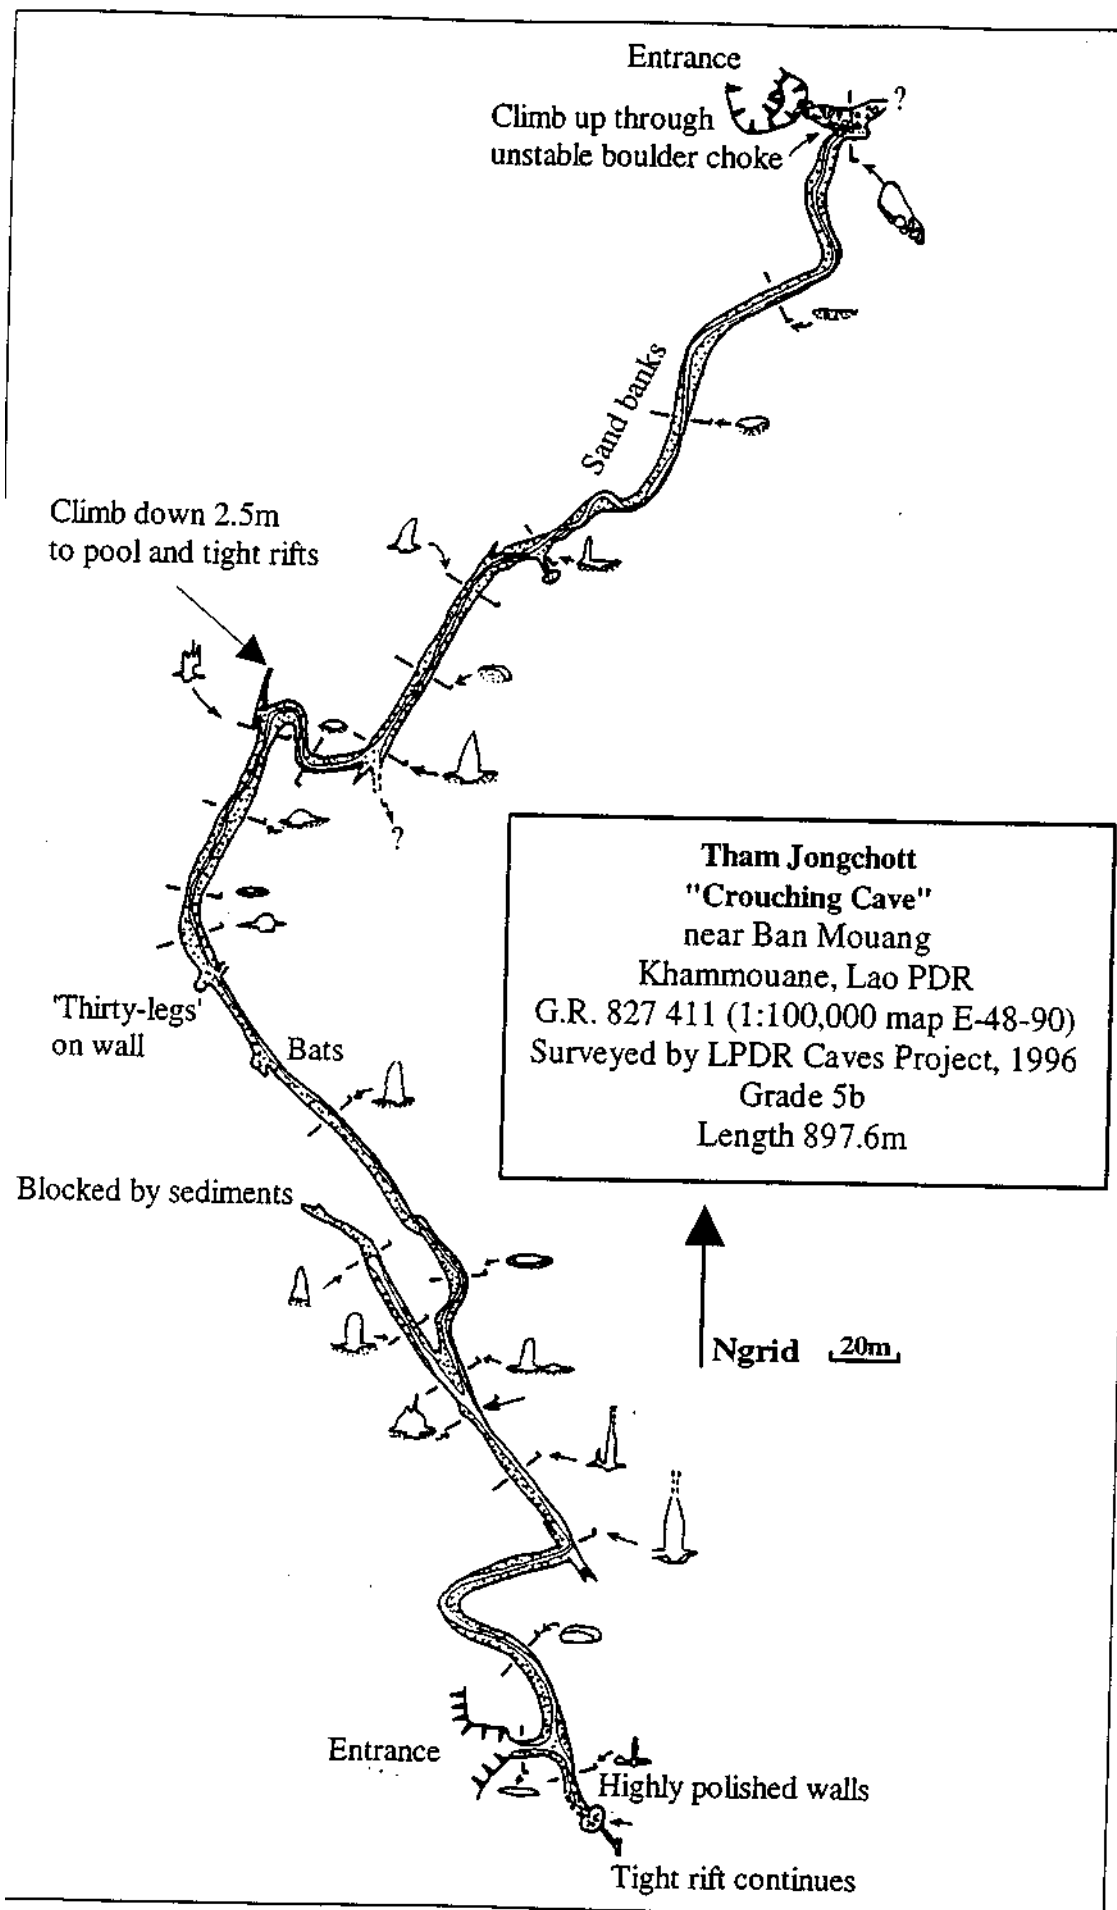 Entrance
?
Climb up through
unstable boulder choke
Sand banks
Climb down 2.5m
to pool and tight rifts
?
Tham Jongchott
"Crouching Cave"
near Ban Mouang
Khammouane, Lao PDR
G.R. 827 411 (1:100,000 map E-48-90)
Surveyed by LPDR Caves Project, 1996
Grade 5b
Length 897.6m
'Thirty-legs'
on wall
Bats
Blocked by sediments
Ngrid
20m
Entrance
Highly polished walls
Tight rift continues